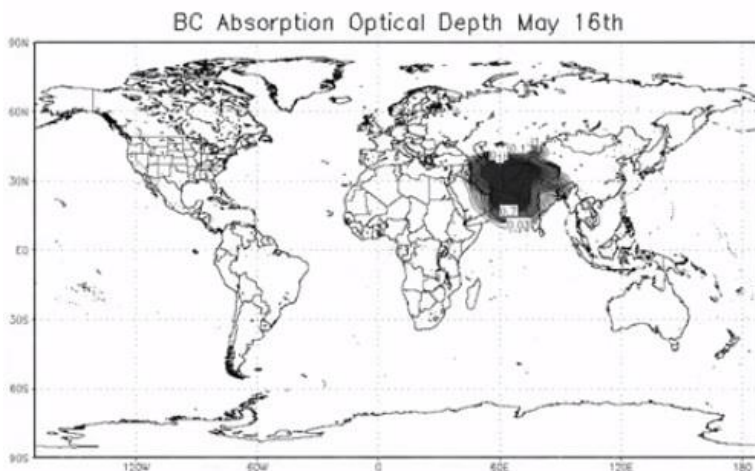 BC Absorption Optical Depth May 16th
90N
60N
30N
EQ
30S
60S
90S
120W
60W
0
60E
120E
180